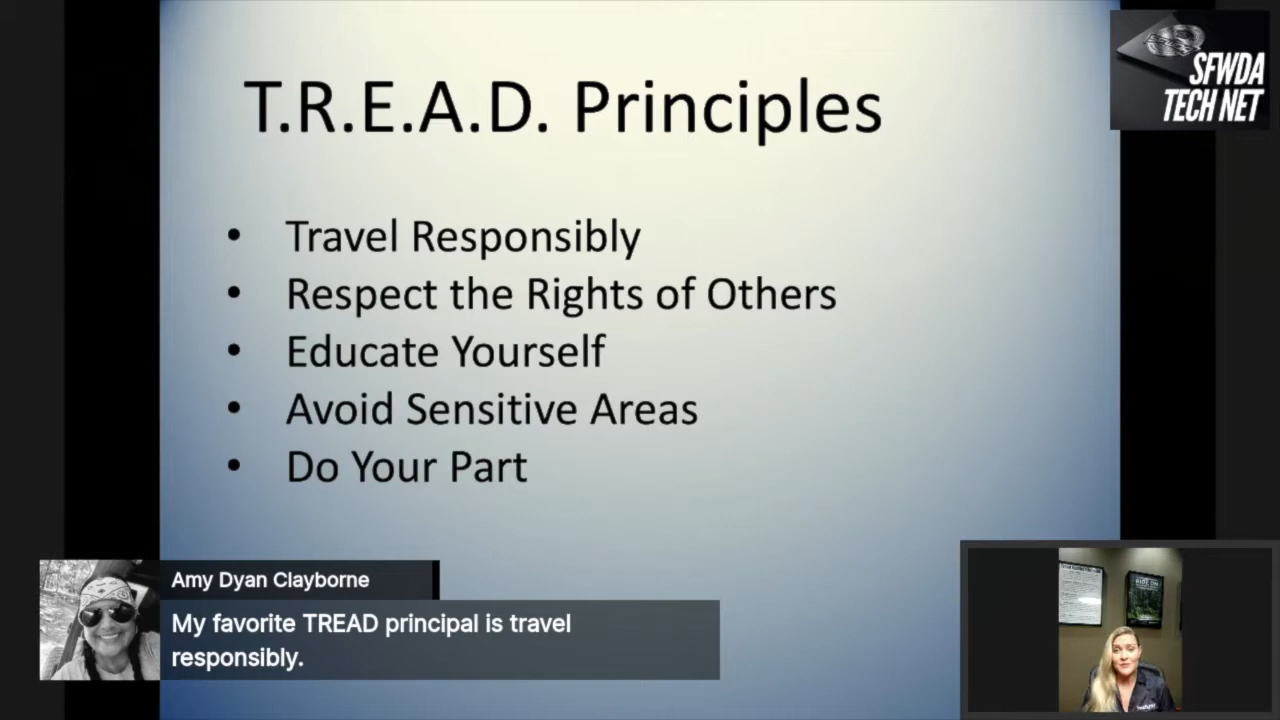 T.R.E.A.D. Principles
SFWDA
TECH NET
• Travel Responsibly
• Respect the Rights of Others
• Educate Yourself
• Avoid Sensitive Areas
• Do Your Part
Amy Dyan Clayborne
My favorite TREAD principal is travel
responsibly.